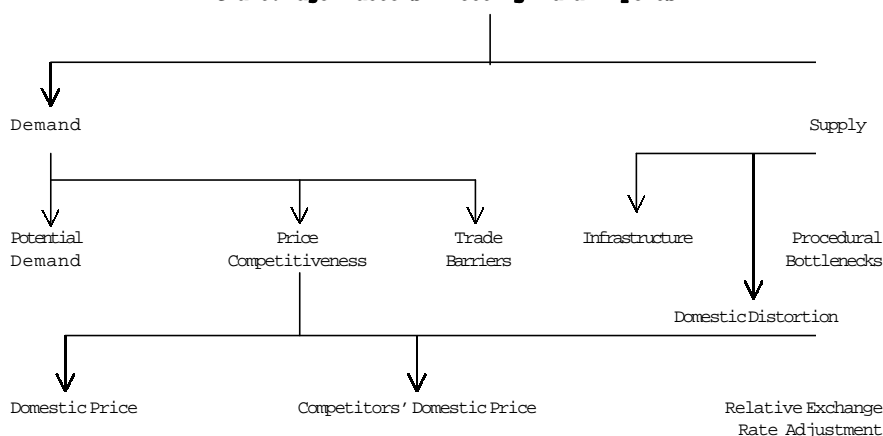 Demand
Supply
Potential
Demand
Price
Competitiveness
Trade
Barriers
Infrastructure
Procedural
Bottlenecks
Domestic Distortion
Domestic Price
Competitors' Domestic Price
Relative Exchange
Rate Adjustment